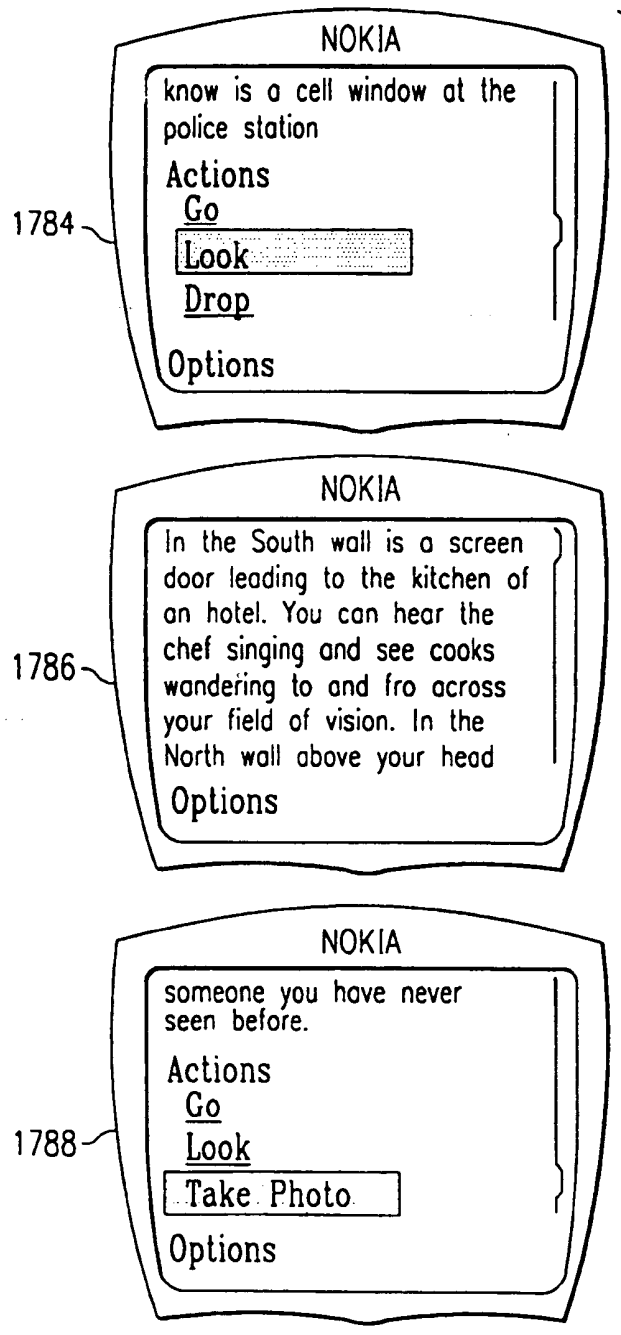 NOKIA
know is a cell window at the
police station
Actions
Go
1784
Look
Drop
Options
NOKIA
In the South wall is a screen
door leading to the kitchen of
an hotel. You can hear the
chef singing and see cooks
1786
wandering to and fro across
your field of vision. In the
North wall above your head
Options
NOKIA
someone you have never
seen before.
Actions
Go
1788
Look
Take Photo
Options